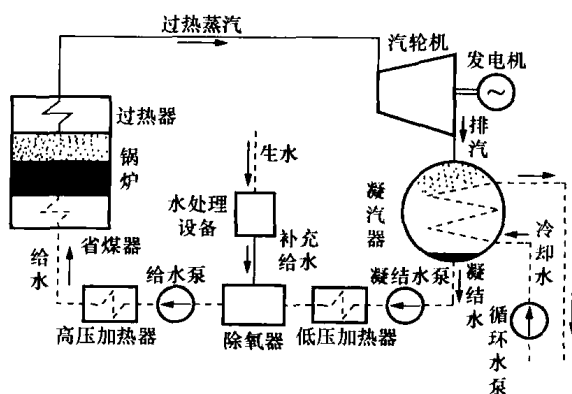 过热蒸汽
汽轮机
发电机
~
过热器
排汽
锅炉
生水
水处理
设备
凝汽器
冷却水
省煤器
给水
补充
给水
给水泵
凝结水泵
凝结水
高压加热器
除氧器
低压加热器
循环水泵